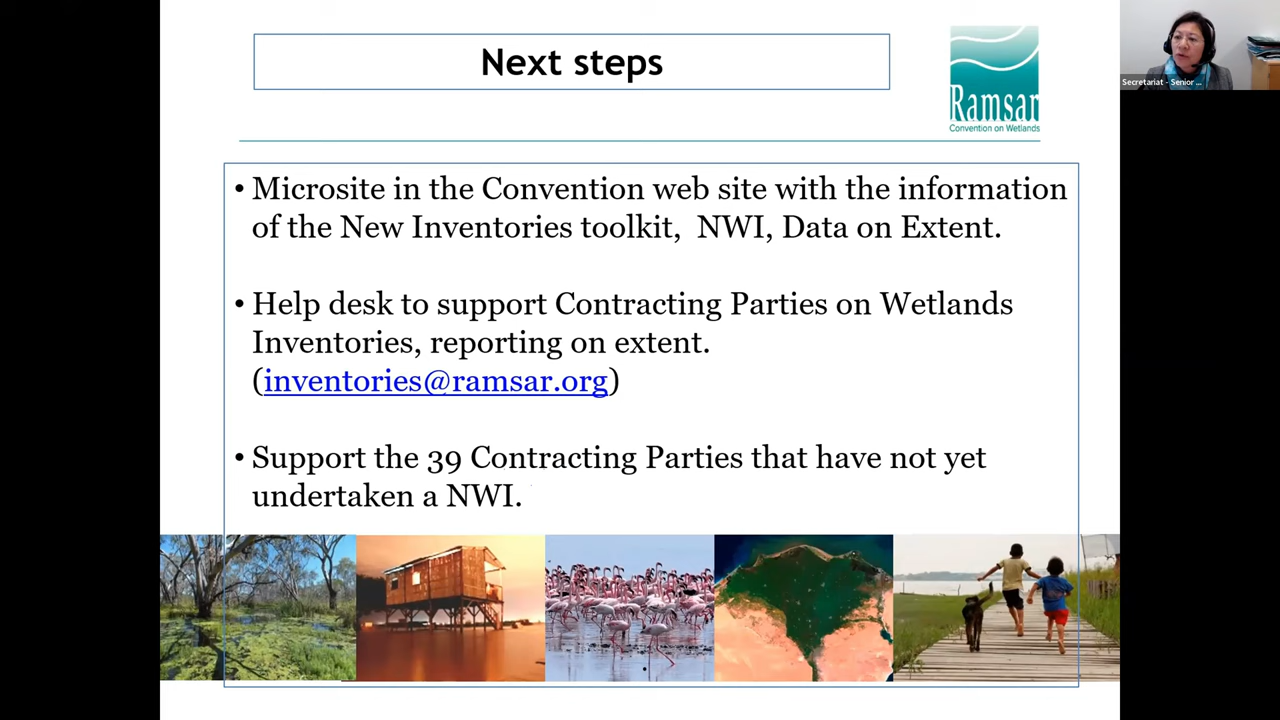 Next steps
Ramsar
Convention on Wetlands
Secretariat - Senior ...
• Microsite in the Convention web site with the information
of the New Inventories toolkit, NWI, Data on Extent.
• Help desk to support Contracting Parties on Wetlands
Inventories, reporting on extent.
(inventories@ramsar.org)
• Support the 39 Contracting Parties that have not yet
undertaken a NWI.